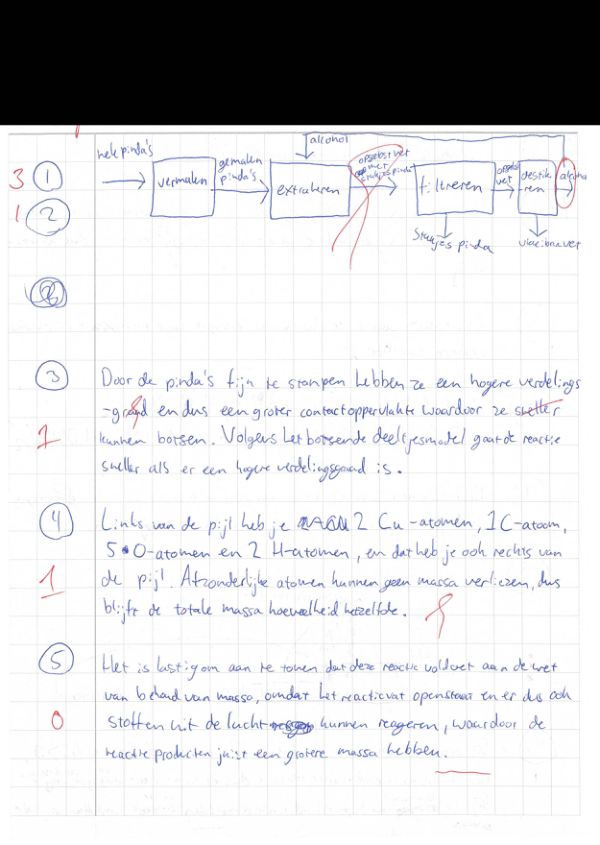 hele pinda's
alcohol
3 ①
vermalen
gemalen pinda's
extraheren
opgelost vet met stukjes pinda
filtreren
opgelost vet
destilleren
alcohol
1 ②
Stukjes pinda
vloeibaar vet
③ Door de pinda's fijn te stampen hebben ze een hogere verdelings
-graad en dus een groter contactoppervlakte waardoor ze sneller
1 kunnen botsen. Volgens het botsende deeltjesmodel gaat de reactie
sneller als er een hogere verdelingsgraad is.
④ Links van de pijl heb je 2 Cu-atomen, 1 C-atoom,
5 O-atomen en 2 H-atomen, en dat heb je ook rechts van
1 de pijl. Afzonderlijke atomen kunnen geen massa verliezen, dus
blijft de totale massa hoeveelheid hetzelfde.
⑤ Het is lastig om aan te tonen dat deze reactie voldoet aan de wet
van behoud van massa, omdat het reactievat openstaat en er dus ook
0 stoffen uit de lucht kunnen reageren, waardoor de
reactie producten juist een grotere massa hebben.